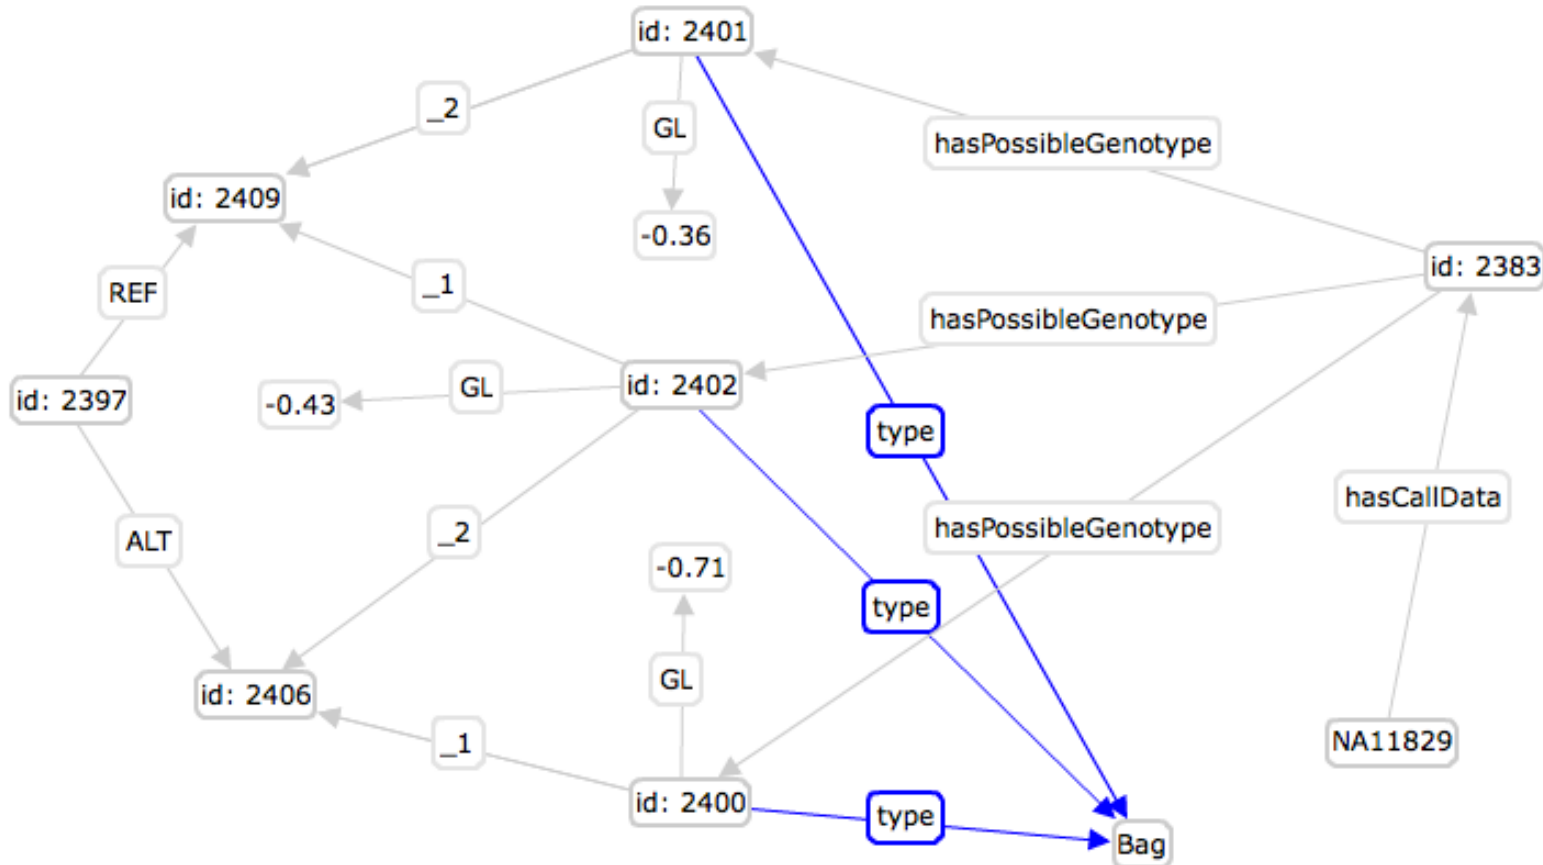 id: 2401
_2
GL
hasPossibleGenotype
id: 2409
-0.36
id: 2383
REF
_1
hasPossibleGenotype
id: 2397
-0.43
GL
id: 2402
type
hasCallData
ALT
_2
hasPossibleGenotype
-0.71
type
GL
id: 2406
_1
NA11829
id: 2400
type
Bag